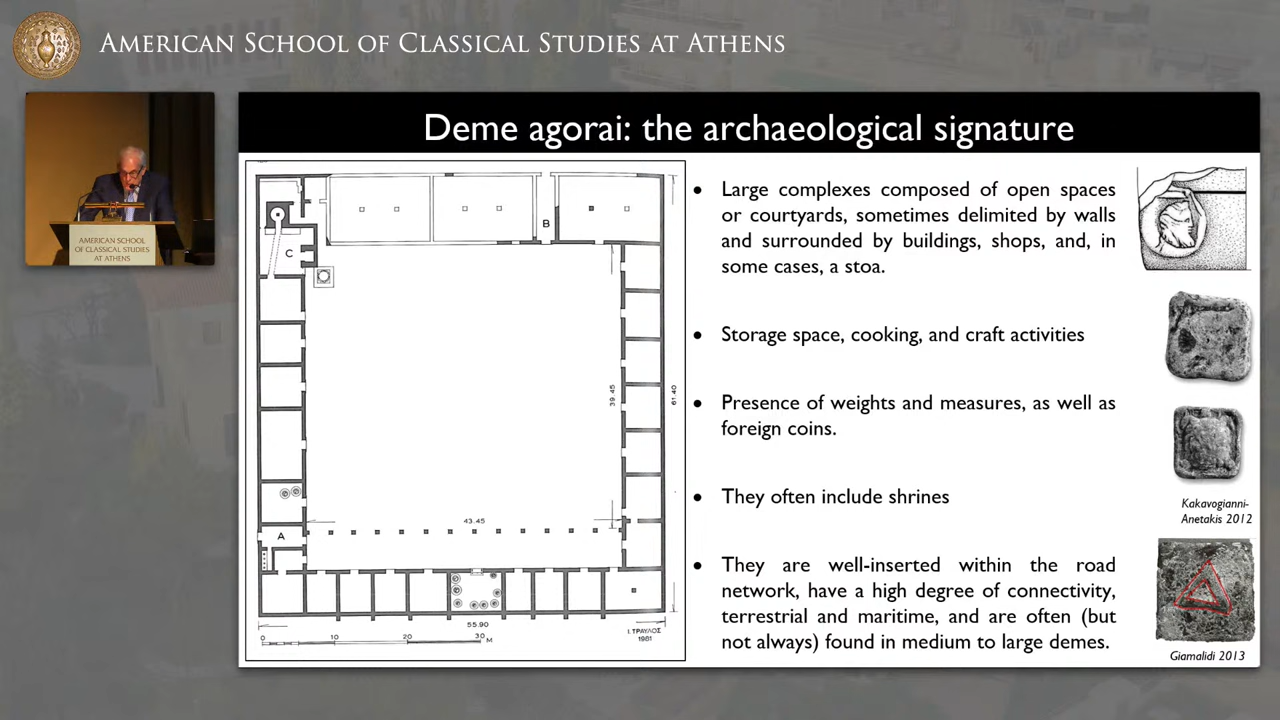 AMERICAN SCHOOL OF CLASSICAL STUDIES AT ATHENS
AMERICAN SCHOOL
OF CLASSICAL STUDIES
AT ATHENS
Deme agorai: the archaeological signature
B
C
A
39.45
61.40
43.45
55.90
0 10 20 30 M
Ι.ΤΡΑΥΛΟΣ
1981
• Large complexes composed of open spaces
or courtyards, sometimes delimited by walls
and surrounded by buildings, shops, and, in
some cases, a stoa.
• Storage space, cooking, and craft activities
• Presence of weights and measures, as well as
foreign coins.
• They often include shrines
• They are well-inserted within the road
network, have a high degree of connectivity,
terrestrial and maritime, and are often (but
not always) found in medium to large demes.
Kakavogianni-
Anetakis 2012
Giamalidi 2013